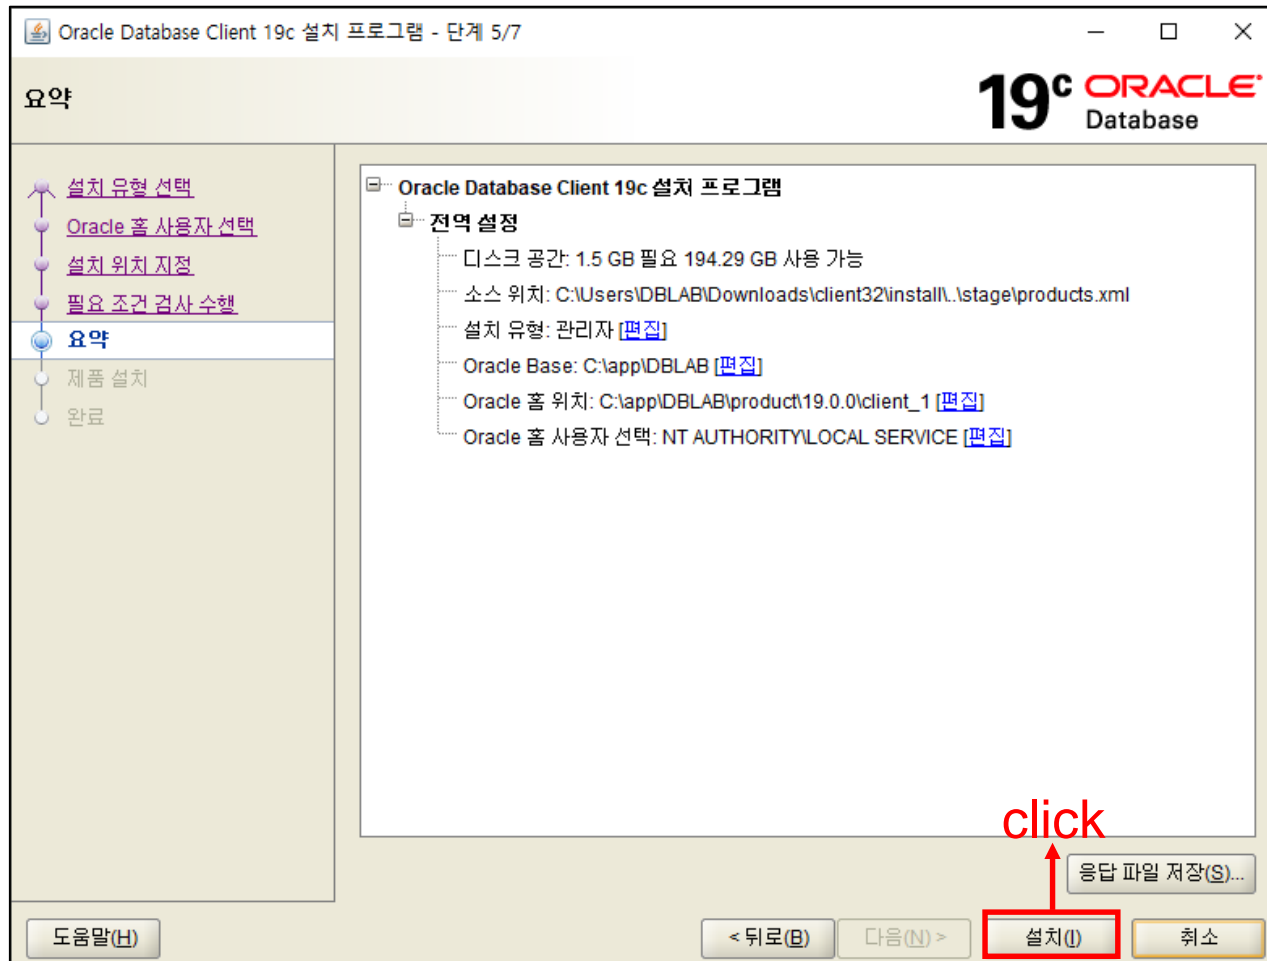 Oracle Database Client 19c 설치 프로그램 - 단계 5/7
요약
19c ORACLE
Database
설치 유형 선택
Oracle 홈 사용자 선택
설치 위치 지정
필요 조건 검사 수행
요약
제품 설치
완료
Oracle Database Client 19c 설치 프로그램
전역 설정
디스크 공간: 1.5 GB 필요 194.29 GB 사용 가능
소스 위치: C:\Users\DBLAB\Downloads\client32\install\..\stage\products.xml
설치 유형: 관리자 [편집]
Oracle Base: C:\app\DBLAB [편집]
Oracle 홈 위치: C:\app\DBLAB\product\19.0.0\client_1 [편집]
Oracle 홈 사용자 선택: NT AUTHORITY\LOCAL SERVICE [편집]
click
응답 파일 저장(S)...
도움말(H)
< 뒤로(B)
다음(N) >
설치(I)
취소